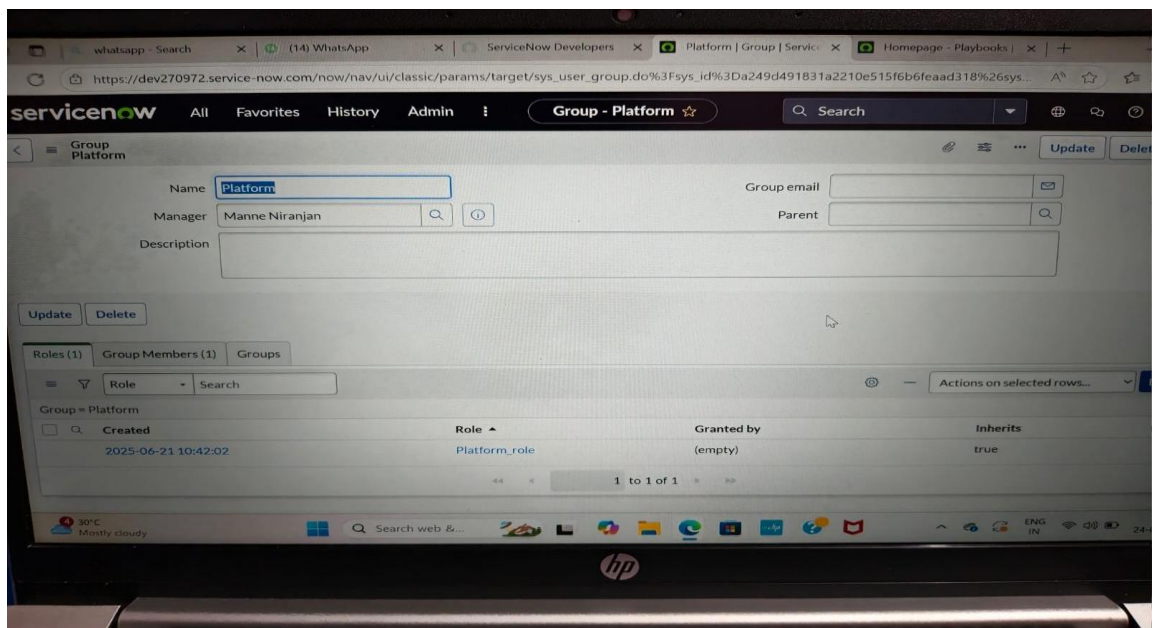 whatsapp - Search
(14) WhatsApp
ServiceNow Developers
Platform | Group | Service
Homepage - Playbooks |
https://dev270972.service-now.com/now/nav/ui/classic/params/target/sys_user_group.do%3Fsys_id%3Da249d491831a2210e515f6b6feaad318%26sys...
servicenow
All
Favorites
History
Admin
Group - Platform
Search
Group
Platform
Update
Delet
Name
Platform
Group email
Manager
Manne Niranjan
Parent
Description
Update
Delete
Roles (1)
Group Members (1)
Groups
Role
Search
Actions on selected rows...
Group = Platform
Created
Role
Granted by
Inherits
2025-06-21 10:42:02
Platform_role
(empty)
true
1 to 1 of 1
4
30°C
Mostly cloudy
Search web &...
ENG
IN
24-
hp